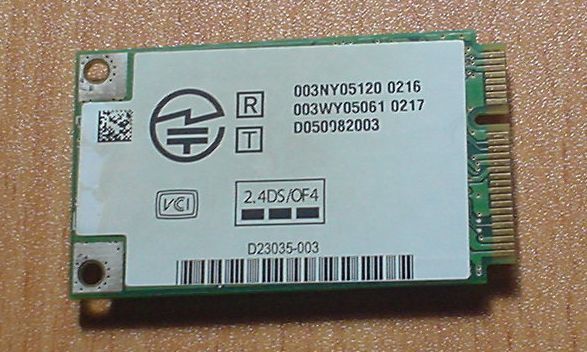 R
003NY05120 0216
003WY05061 0217
T
D050082003
VCI
2.4DS/OF4
D23035-003